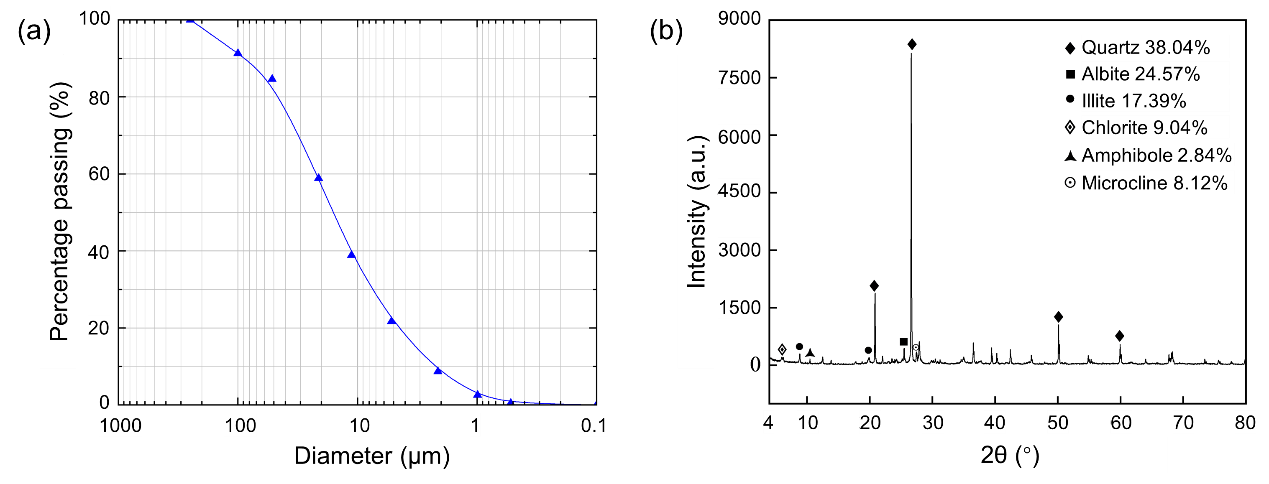 (a)
100
80
60
40
20
0
Percentage passing (%)
1000 100 10 1 0.1
Diameter (μm)
(b)
9000
7500
6000
4500
3000
1500
0
Intensity (a.u.)
Quartz 38.04%
Albite 24.57%
Illite 17.39%
Chlorite 9.04%
Amphibole 2.84%
Microcline 8.12%
4 10 20 30 40 50 60 70 80
2θ (°)